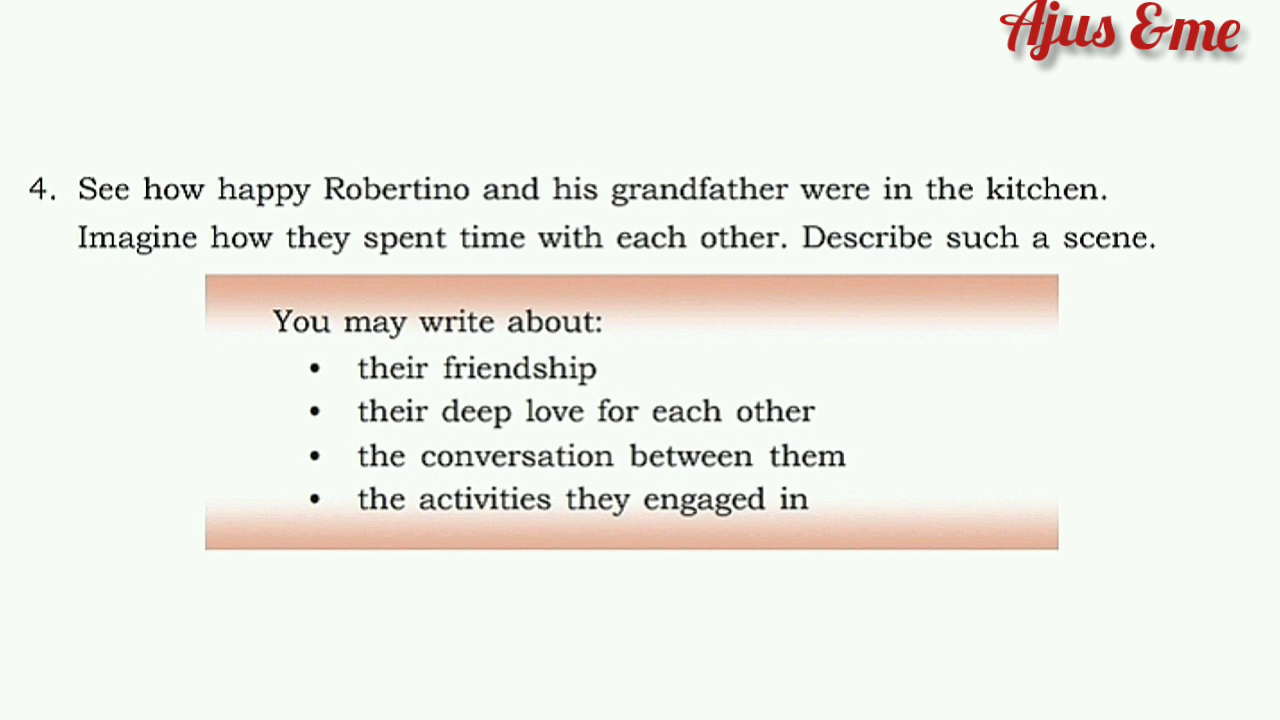 Ajus &me
4. See how happy Robertino and his grandfather were in the kitchen.
Imagine how they spent time with each other. Describe such a scene.
You may write about:
• their friendship
• their deep love for each other
• the conversation between them
• the activities they engaged in